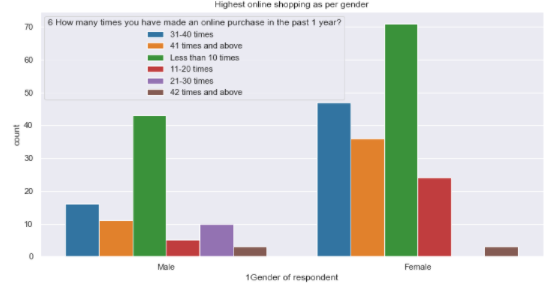 Highest online shopping as per gender
6 How many times you have made an online purchase in the past 1 year?
31-40 times
41 times and above
Less than 10 times
11-20 times
21-30 times
42 times and above
70
60
50
40
30
20
10
0
count
Male
Female
1Gender of respondent